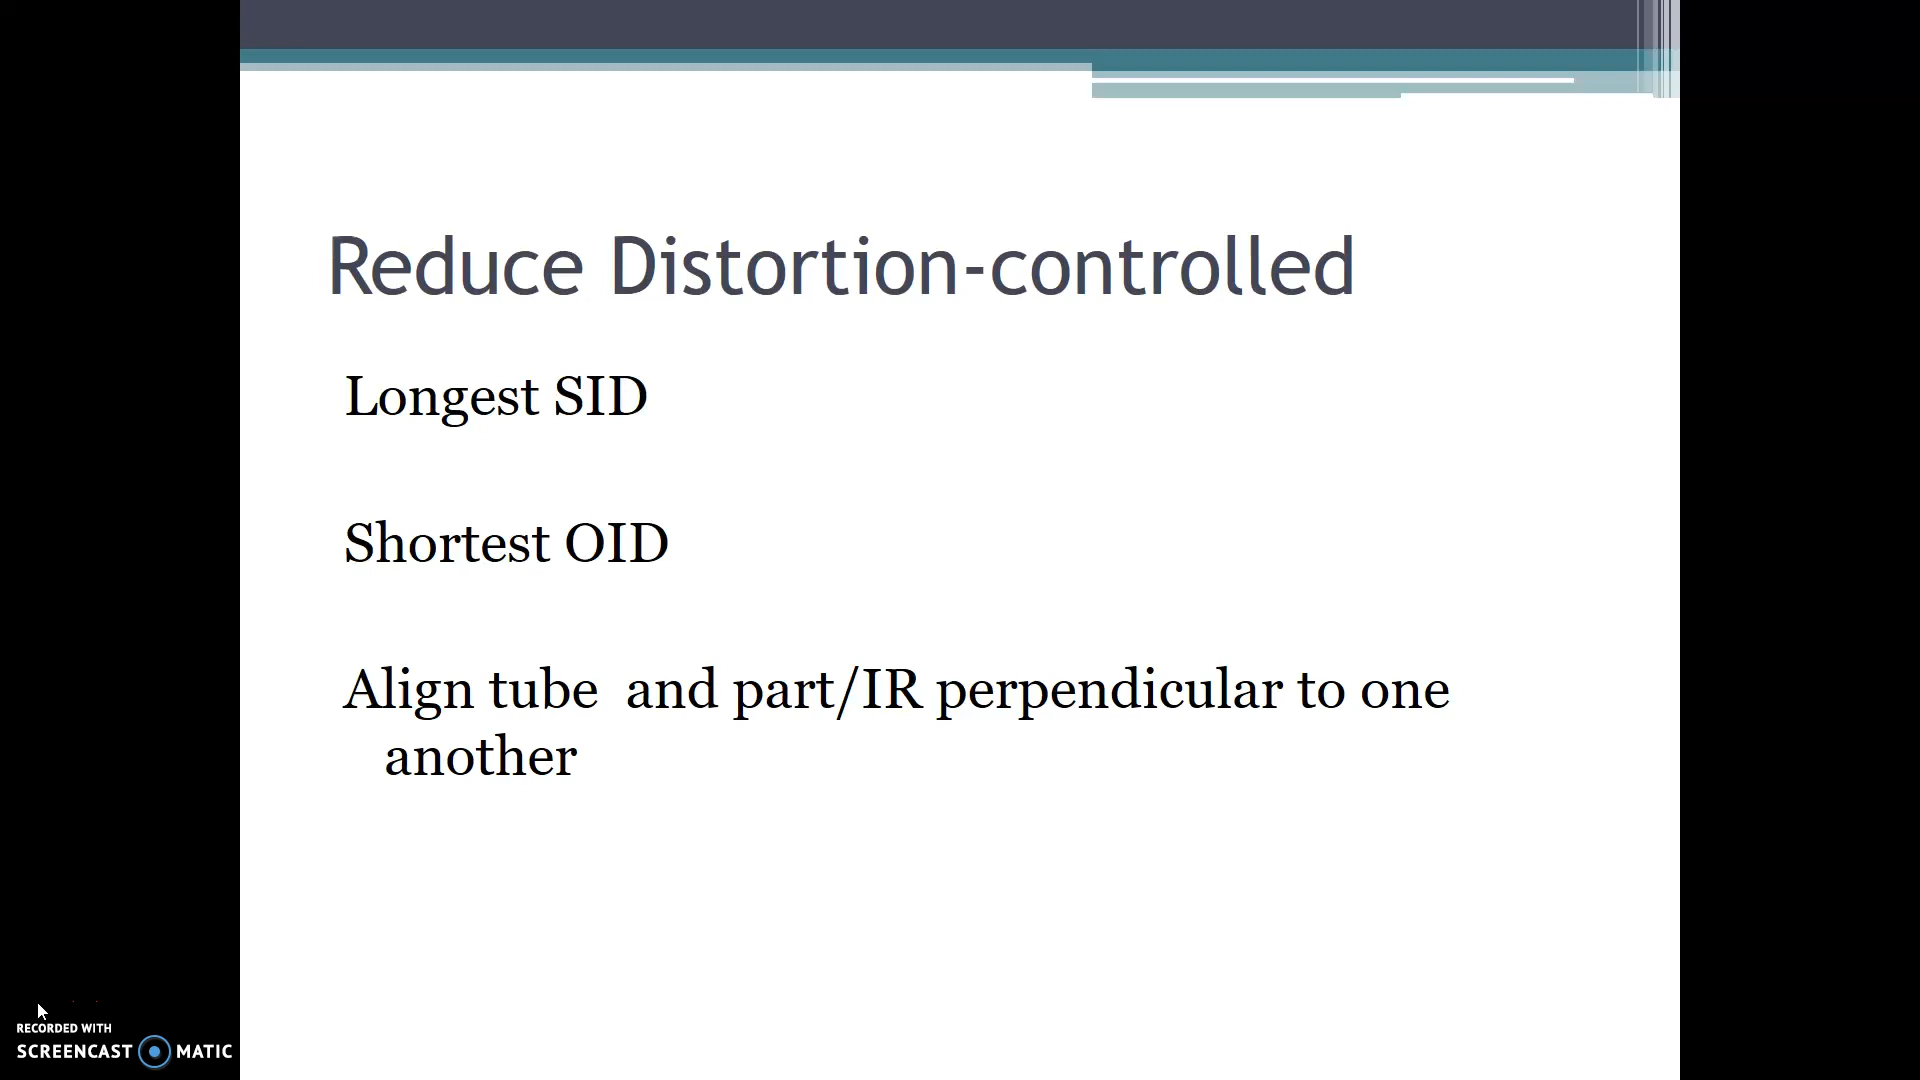 Reduce Distortion-controlled
Longest SID
Shortest OID
Align tube and part/IR perpendicular to one
another
RECORDED WITH
SCREENCAST MATIC